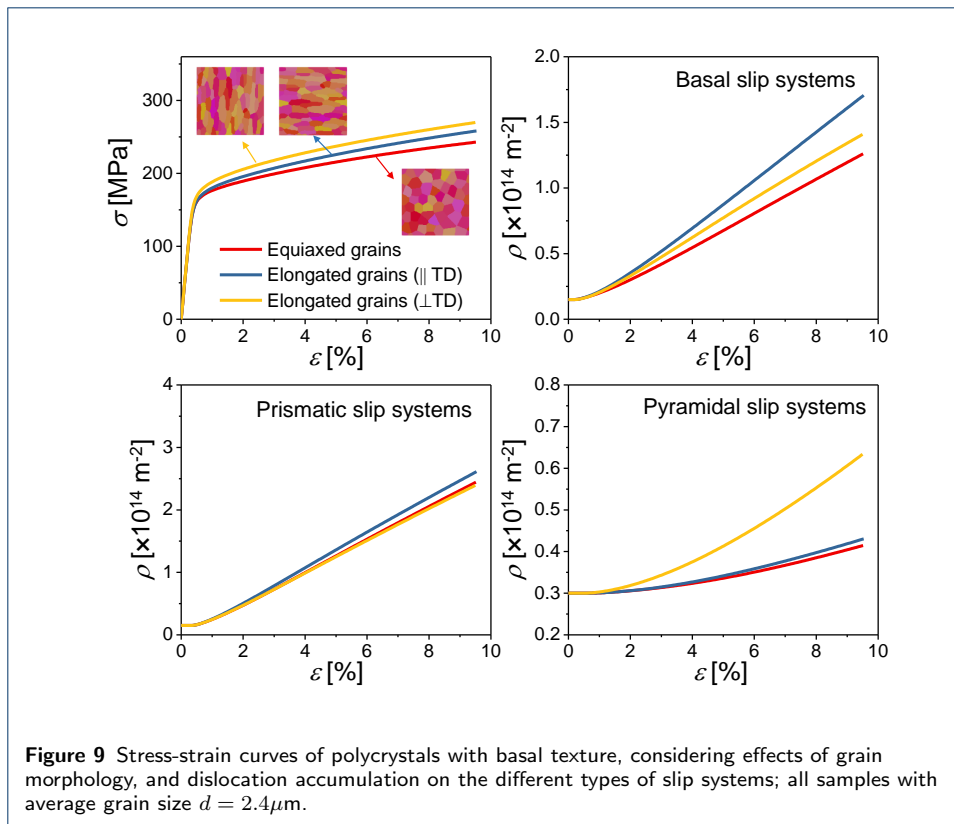 300
200
100
0
σ [MPa]
Equiaxed grains
Elongated grains (∥ TD)
Elongated grains (⊥TD)
0 2 4 6 8 10
ε [%]
Basal slip systems
2.0
1.5
1.0
0.5
0.0
ρ [×10¹⁴ m⁻²]
0 2 4 6 8 10
ε [%]
Prismatic slip systems
4
3
2
1
0
ρ [×10¹⁴ m⁻²]
0 2 4 6 8 10
ε [%]
Pyramidal slip systems
0.8
0.7
0.6
0.5
0.4
0.3
0.2
ρ [×10¹⁴ m⁻²]
0 2 4 6 8 10
ε [%]
Figure 9 Stress-strain curves of polycrystals with basal texture, considering effects of grain
morphology, and dislocation accumulation on the different types of slip systems; all samples with
average grain size d = 2.4μm.